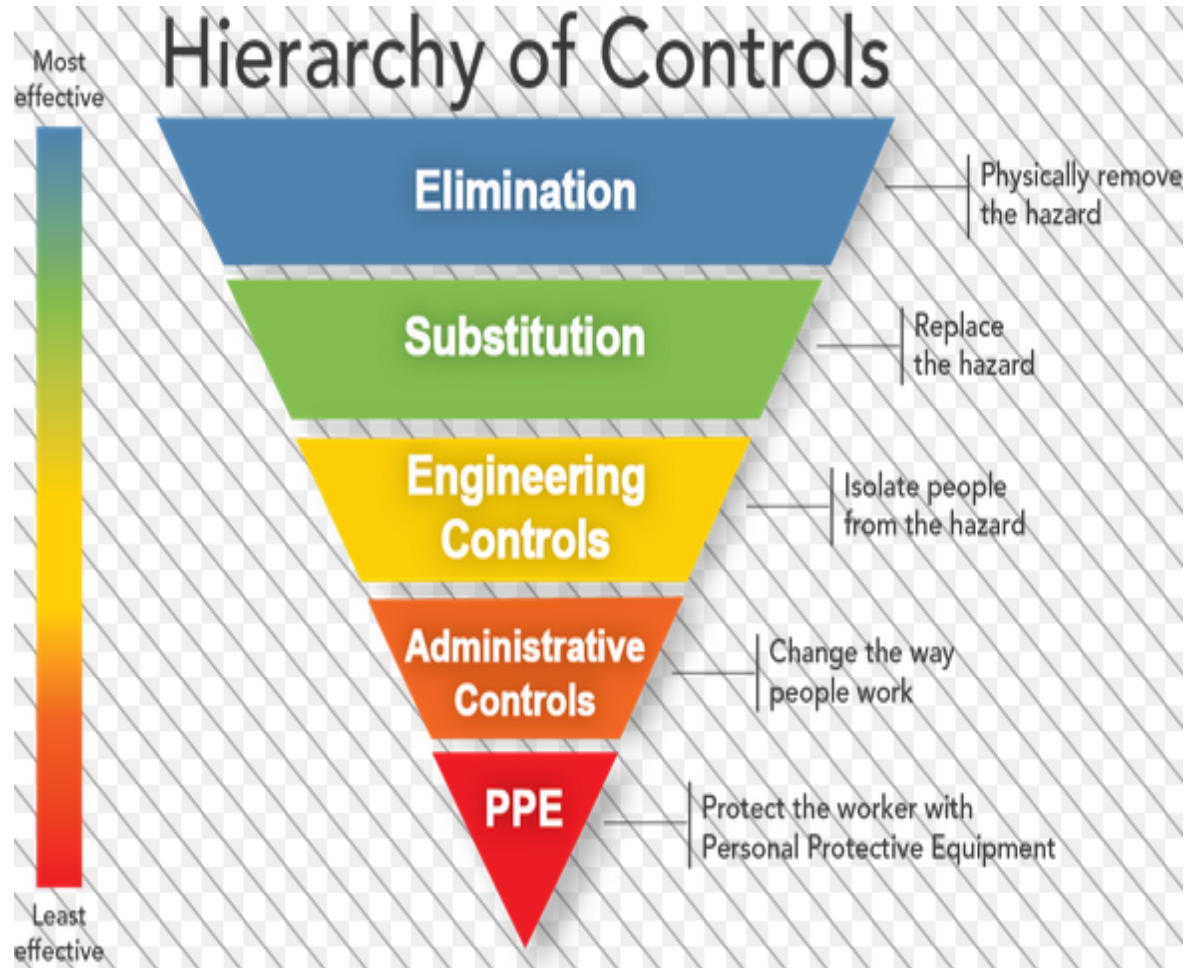 Hierarchy of Controls
Most
effective
Elimination
Physically remove
the hazard
Substitution
Replace
the hazard
Engineering
Controls
Isolate people
from the hazard
Administrative
Controls
Change the way
people work
PPE
Protect the worker with
Personal Protective Equipment
Least
effective